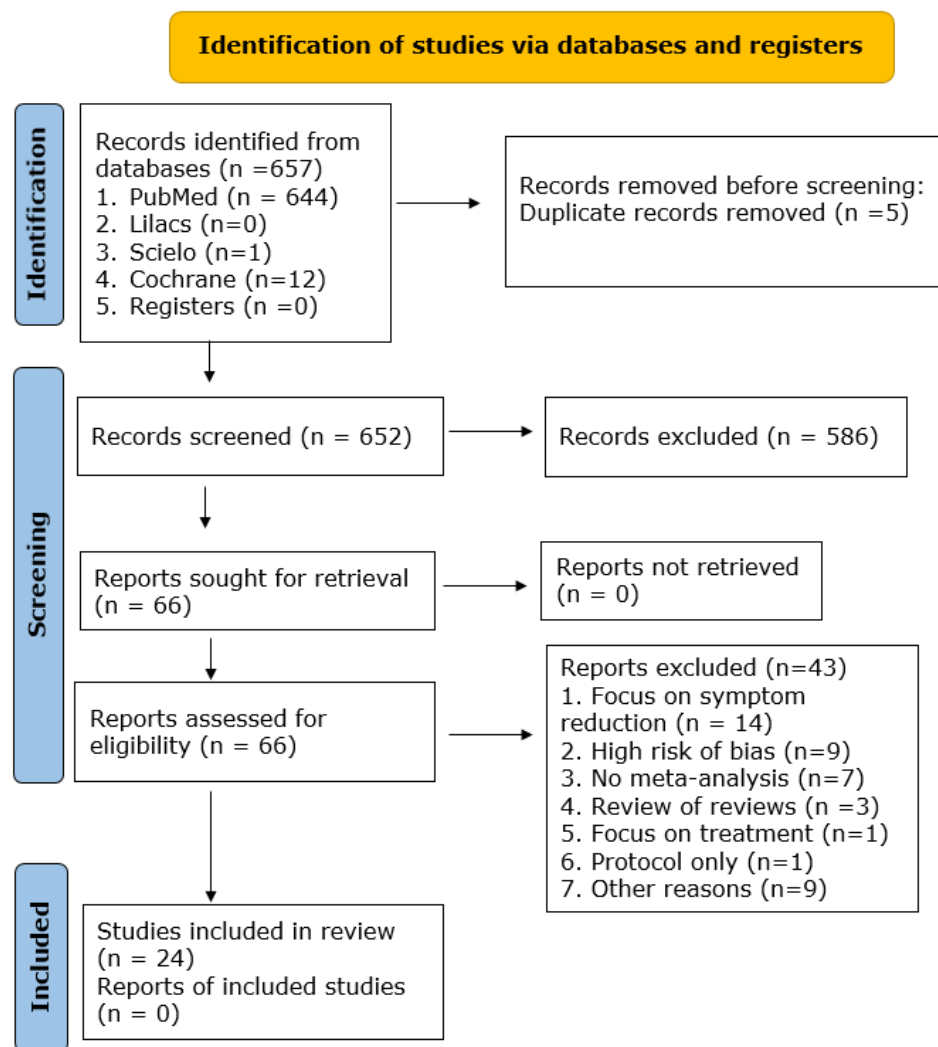 Identification of studies via databases and registers
Identification
Records identified from
databases (n =657)
1. PubMed (n = 644)
2. Lilacs (n=0)
3. Scielo (n=1)
4. Cochrane (n=12)
5. Registers (n =0)
Records removed before screening:
Duplicate records removed (n =5)
Screening
Records screened (n = 652)
Records excluded (n = 586)
Reports sought for retrieval
(n = 66)
Reports not retrieved
(n = 0)
Reports assessed for
eligibility (n = 66)
Reports excluded (n=43)
1. Focus on symptom
reduction (n = 14)
2. High risk of bias (n=9)
3. No meta-analysis (n=7)
4. Review of reviews (n =3)
5. Focus on treatment (n=1)
6. Protocol only (n=1)
7. Other reasons (n=9)
Included
Studies included in review
(n = 24)
Reports of included studies
(n = 0)